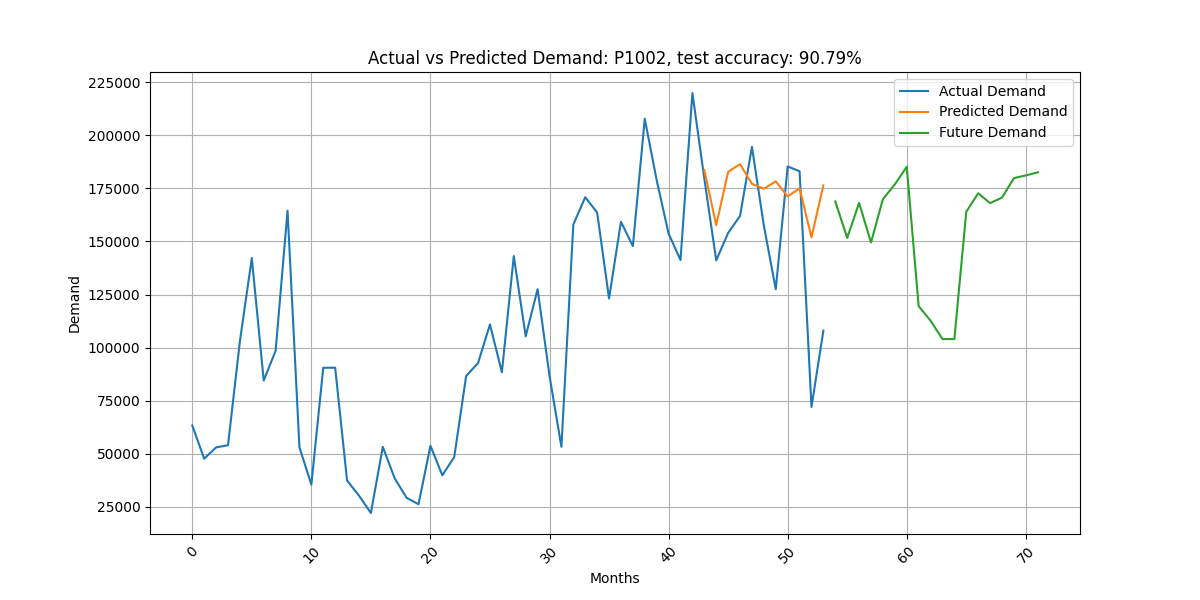 Actual vs Predicted Demand: P1002, test accuracy: 90.79%
Actual Demand
Predicted Demand
Future Demand
225000
200000
175000
150000
125000
100000
75000
50000
25000
Demand
0
10
20
30
40
50
60
70
Months